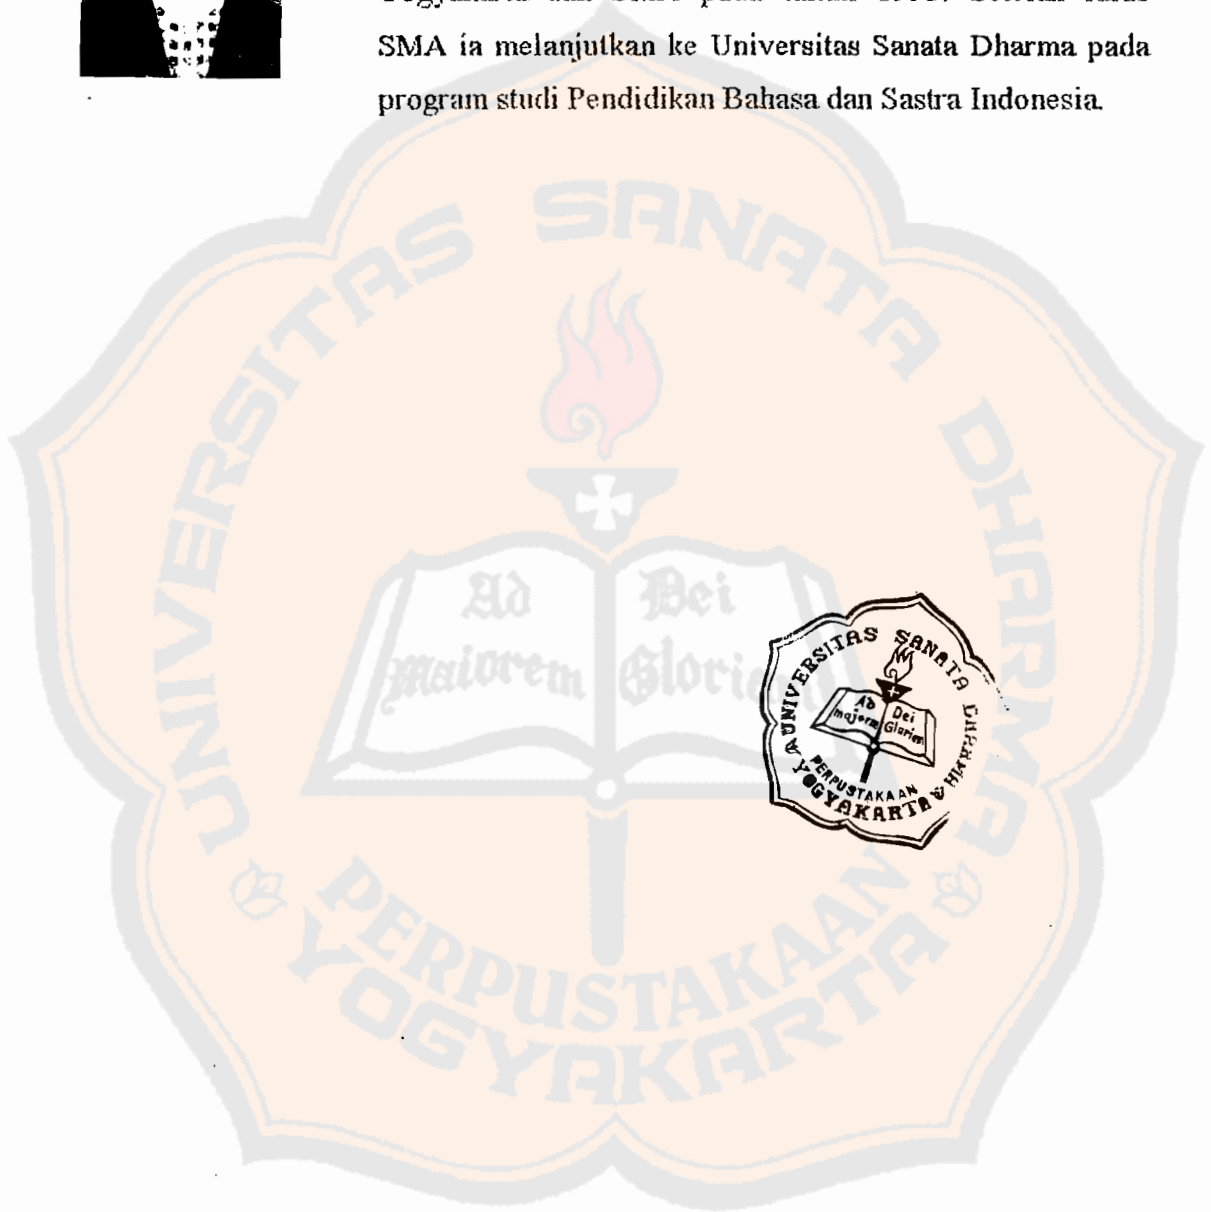 SMA ia melanjutkan ke Universitas Sanata Dharma pada
program studi Pendidikan Bahasa dan Sastra Indonesia.
UNIVERSITAS SANATA DHARMA
Ad Dei
maiorem Gloriam
PERPUSTAKAAN
YOGYAKARTA
UNIVERSITAS SANATA DHARMA
Ad Dei
majorem Gloriam
PERPUSTAKAAN
YOGYAKARTA